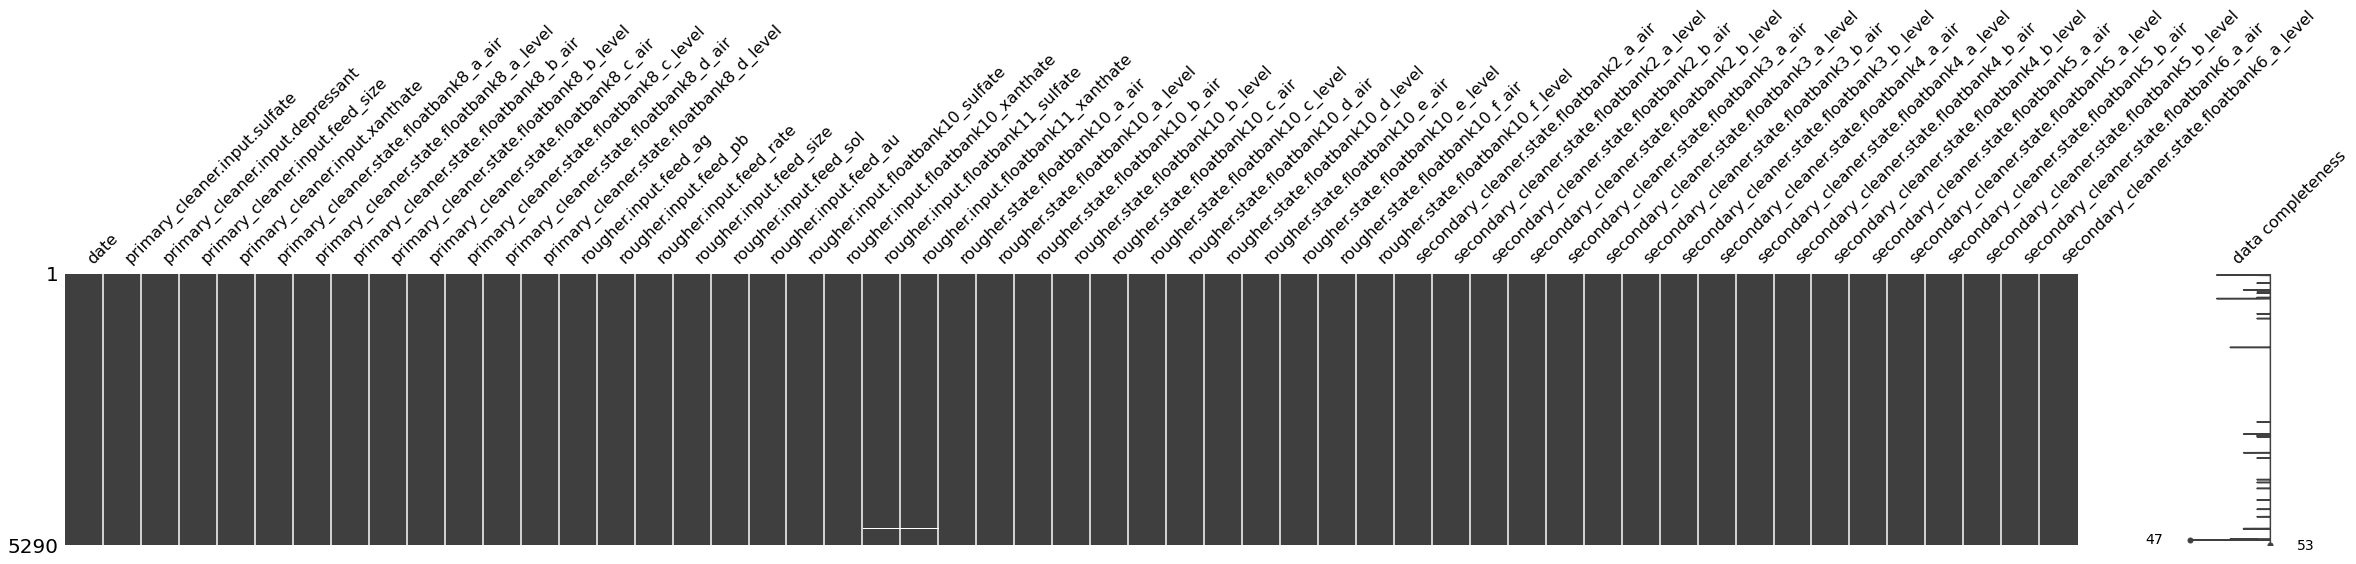 date
primary_cleaner.input.sulfate
primary_cleaner.input.depressant
primary_cleaner.input.feed_size
primary_cleaner.input.xanthate
primary_cleaner.state.floatbank8_a_air
primary_cleaner.state.floatbank8_a_level
primary_cleaner.state.floatbank8_b_air
primary_cleaner.state.floatbank8_b_level
primary_cleaner.state.floatbank8_c_air
primary_cleaner.state.floatbank8_c_level
primary_cleaner.state.floatbank8_d_air
primary_cleaner.state.floatbank8_d_level
rougher.input.feed_ag
rougher.input.feed_pb
rougher.input.feed_rate
rougher.input.feed_size
rougher.input.feed_sol
rougher.input.feed_au
rougher.input.floatbank10_sulfate
rougher.input.floatbank10_xanthate
rougher.input.floatbank11_sulfate
rougher.input.floatbank11_xanthate
rougher.state.floatbank10_a_air
rougher.state.floatbank10_a_level
rougher.state.floatbank10_b_air
rougher.state.floatbank10_b_level
rougher.state.floatbank10_c_air
rougher.state.floatbank10_c_level
rougher.state.floatbank10_d_air
rougher.state.floatbank10_d_level
rougher.state.floatbank10_e_air
rougher.state.floatbank10_e_level
rougher.state.floatbank10_f_air
rougher.state.floatbank10_f_level
secondary_cleaner.state.floatbank2_a_air
secondary_cleaner.state.floatbank2_a_level
secondary_cleaner.state.floatbank2_b_air
secondary_cleaner.state.floatbank2_b_level
secondary_cleaner.state.floatbank3_a_air
secondary_cleaner.state.floatbank3_a_level
secondary_cleaner.state.floatbank3_b_air
secondary_cleaner.state.floatbank3_b_level
secondary_cleaner.state.floatbank4_a_air
secondary_cleaner.state.floatbank4_a_level
secondary_cleaner.state.floatbank4_b_air
secondary_cleaner.state.floatbank4_b_level
secondary_cleaner.state.floatbank5_a_air
secondary_cleaner.state.floatbank5_a_level
secondary_cleaner.state.floatbank5_b_air
secondary_cleaner.state.floatbank5_b_level
secondary_cleaner.state.floatbank6_a_air
secondary_cleaner.state.floatbank6_a_level
data completeness
1
5290
47
53